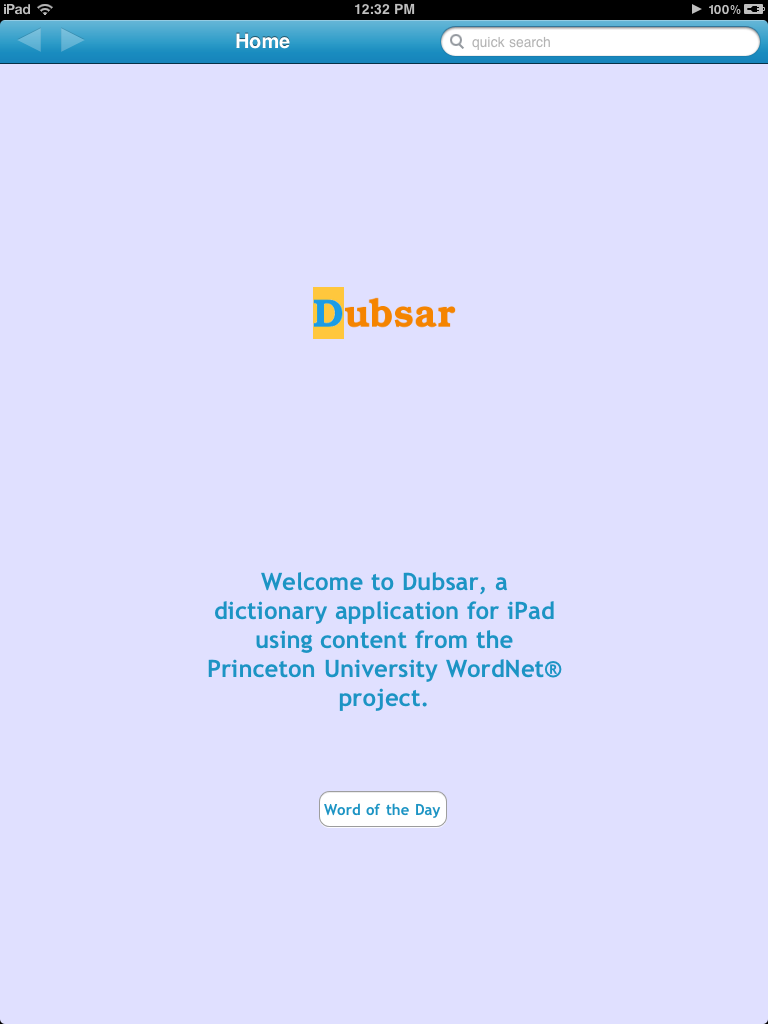 iPad 12:32 PM 100%
Home quick search
Dubsar
Welcome to Dubsar, a
dictionary application for iPad
using content from the
Princeton University WordNet®
project.
Word of the Day